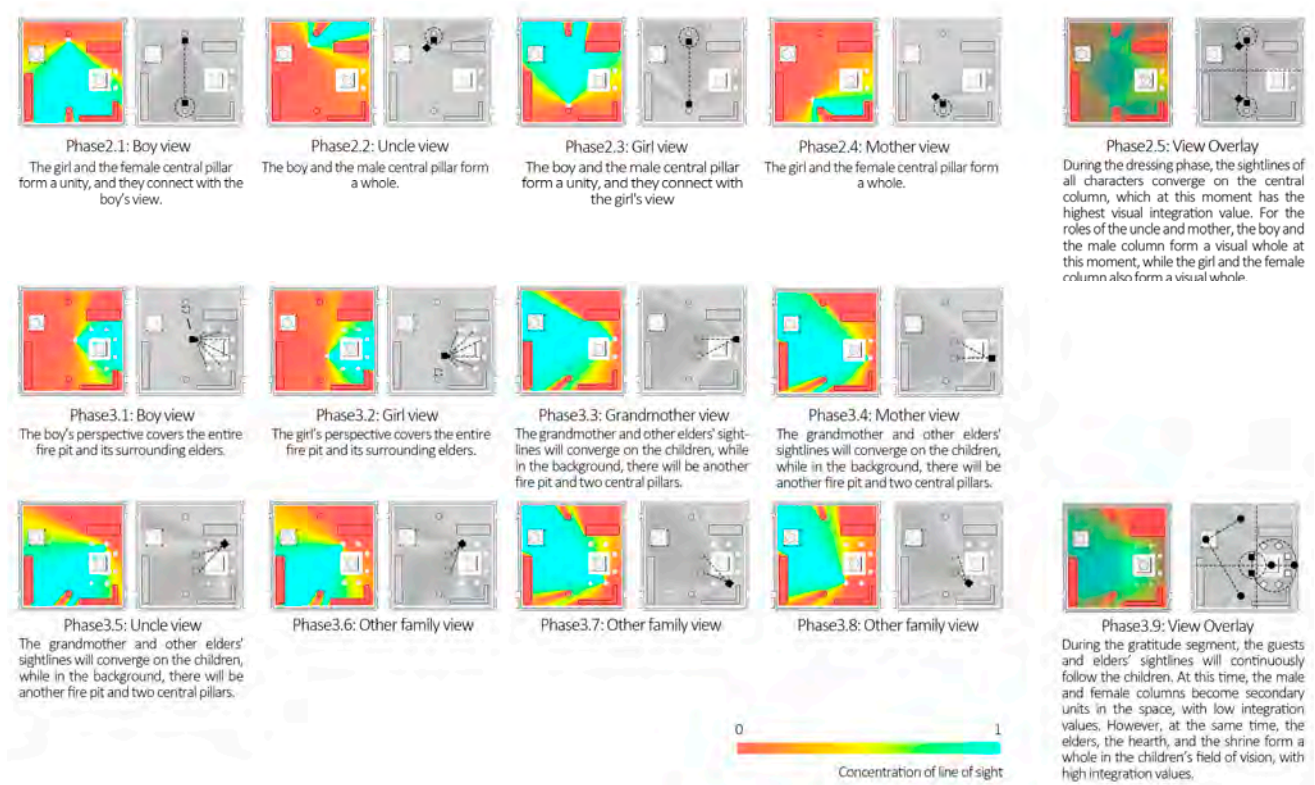 Phase2.1: Boy view
The girl and the female central pillar
form a unity, and they connect with the
boy's view.
Phase2.2: Uncle view
The boy and the male central pillar form
a whole.
Phase2.3: Girl view
The boy and the male central pillar
form a unity, and they connect with
the girl's view
Phase2.4: Mother view
The girl and the female central pillar form
a whole.
Phase2.5: View Overlay
During the dressing phase, the sightlines of
all characters converge on the central
column, which at this moment has the
highest visual integration value. For the
roles of the uncle and mother, the boy and
the male column form a visual whole at
this moment, while the girl and the female
column also form a visual whole.
Phase3.1: Boy view
The boy's perspective covers the entire
fire pit and its surrounding elders.
Phase3.2: Girl view
The girl's perspective covers the entire
fire pit and its surrounding elders.
Phase3.3: Grandmother view
The grandmother and other elders' sight-
lines will converge on the children, while
in the background, there will be another
fire pit and two central pillars.
Phase3.4: Mother view
The grandmother and other elders'
sightlines will converge on the children,
while in the background, there will be
another fire pit and two central pillars.
Phase3.5: Uncle view
The grandmother and other elders'
sightlines will converge on the children,
while in the background, there will be
another fire pit and two central pillars.
Phase3.6: Other family view
Phase3.7: Other family view
Phase3.8: Other family view
Phase3.9: View Overlay
During the gratitude segment, the guests
and elders' sightlines will continuously
follow the children. At this time, the male
and female columns become secondary
units in the space, with low integration
values. However, at the same time, the
elders, the hearth, and the shrine form a
whole in the children's field of vision, with
high integration values.
0 1
Concentration of line of sight